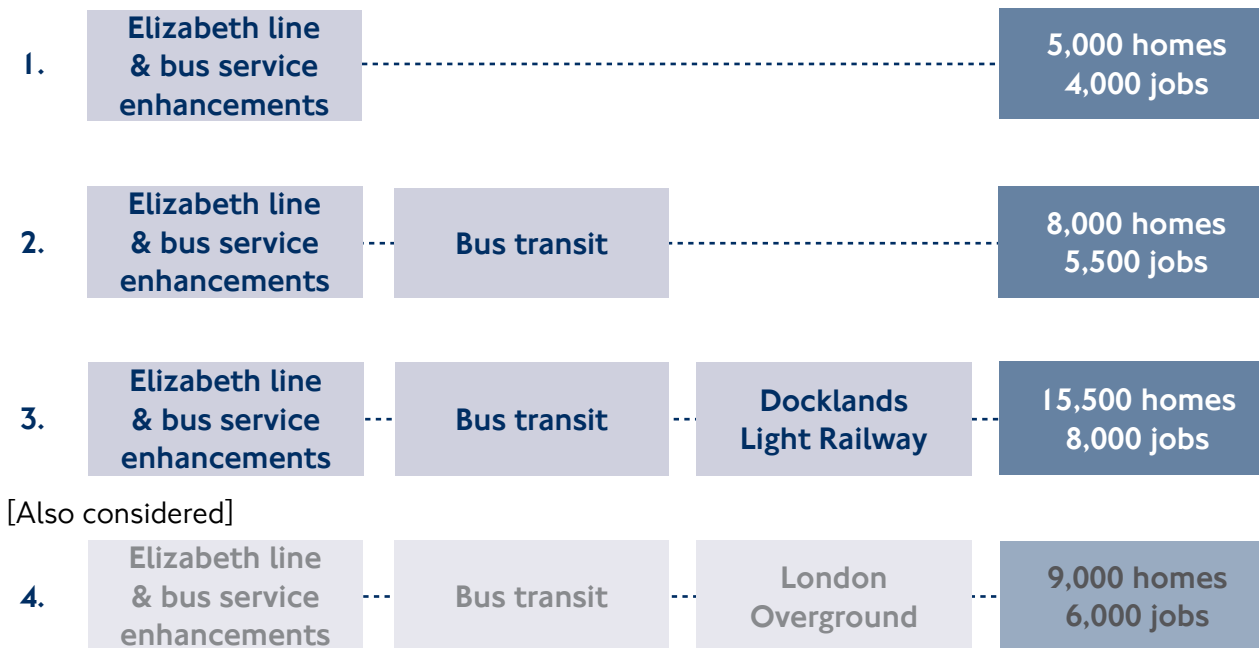 1.
Elizabeth line
& bus service
enhancements
5,000 homes
4,000 jobs
2.
Elizabeth line
& bus service
enhancements
Bus transit
8,000 homes
5,500 jobs
3.
Elizabeth line
& bus service
enhancements
Bus transit
Docklands
Light Railway
15,500 homes
8,000 jobs
[Also considered]
4.
Elizabeth line
& bus service
enhancements
Bus transit
London
Overground
9,000 homes
6,000 jobs